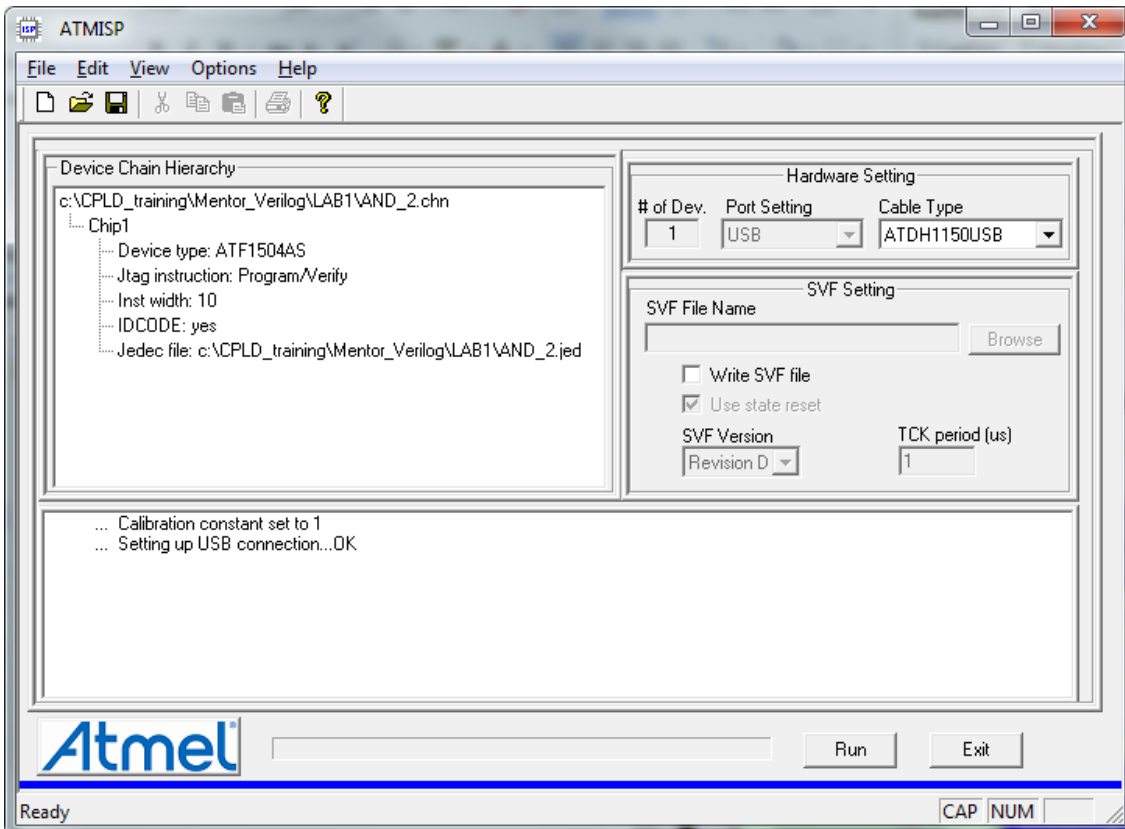 ISP ATMISP
File Edit View Options Help
Device Chain Hierarchy
c:\CPLD_training\Mentor_Verilog\LAB1\AND_2.chn
Chip1
Device type: ATF1504AS
Jtag instruction: Program/Verify
Inst width: 10
IDCODE: yes
Jedec file: c:\CPLD_training\Mentor_Verilog\LAB1\AND_2.jed
Hardware Setting
# of Dev. Port Setting Cable Type
1 USB ATDH1150USB
SVF Setting
SVF File Name
Browse
Write SVF file
Use state reset
SVF Version TCK period (us)
Revision D 1
... Calibration constant set to 1
... Setting up USB connection...OK
Atmel
Run Exit
Ready CAP NUM